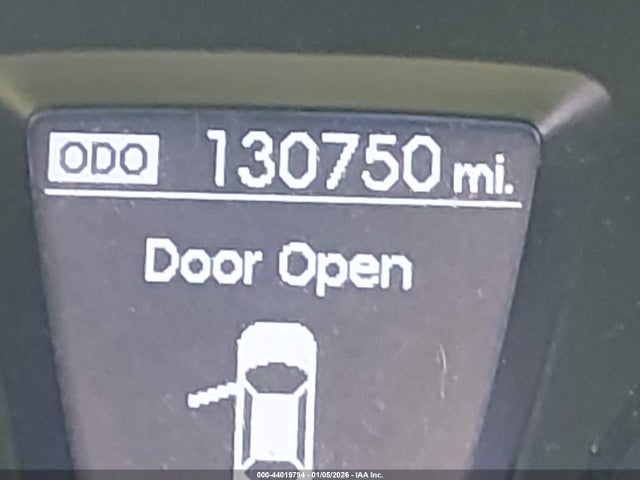 ODO 130750 mi.
Door Open
000-44019794 - 01/05/2026 - IAA Inc.